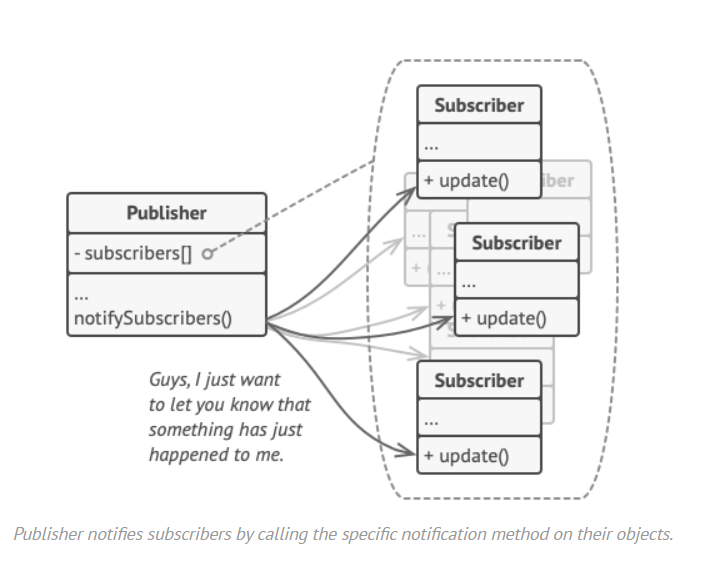 Subscriber
...
+ update()
iber
Publisher
- subscribers[]
...
notifySubscribers()
...
+
...
+
S
Subscriber
...
+ update()
S
Guys, I just want
to let you know that
something has just
happened to me.
Subscriber
...
+ update()
Publisher notifies subscribers by calling the specific notification method on their objects.